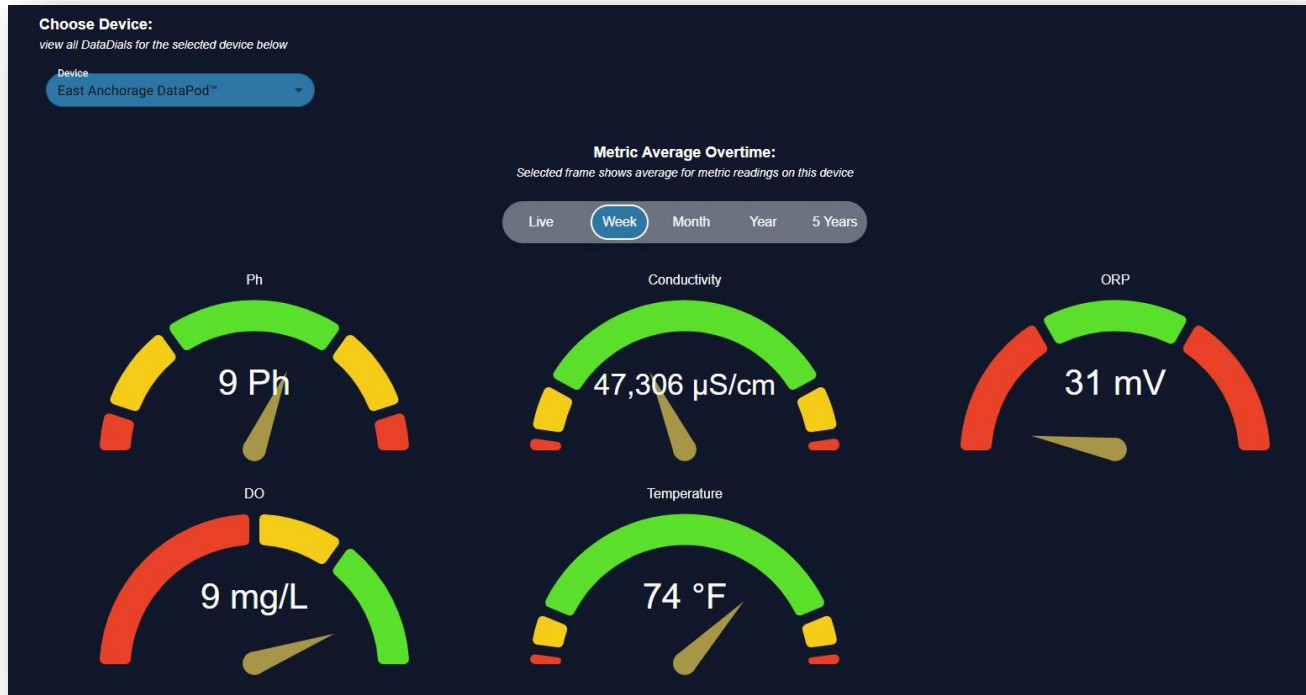 Choose Device:
view all DataDials for the selected device below
Device
East Anchorage DataPod™
Metric Average Overtime:
Selected frame shows average for metric readings on this device
Live Week Month Year 5 Years
Ph
9 Ph
Conductivity
47,306 µS/cm
ORP
31 mV
DO
9 mg/L
Temperature
74 °F